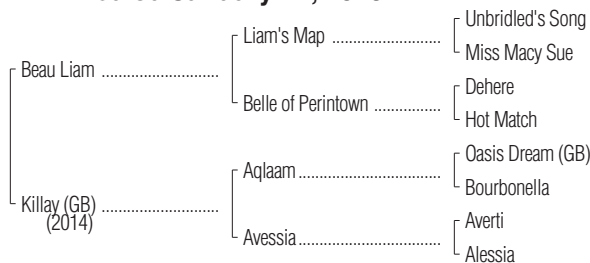 Unbridled's Song
Liam's Map
Miss Macy Sue
Beau Liam
Dehere
Belle of Perintown
Hot Match
Oasis Dream (GB)
Aqlaam
Bourbonella
Killay (GB)
(2014)
Averti
Avessia
Alessia